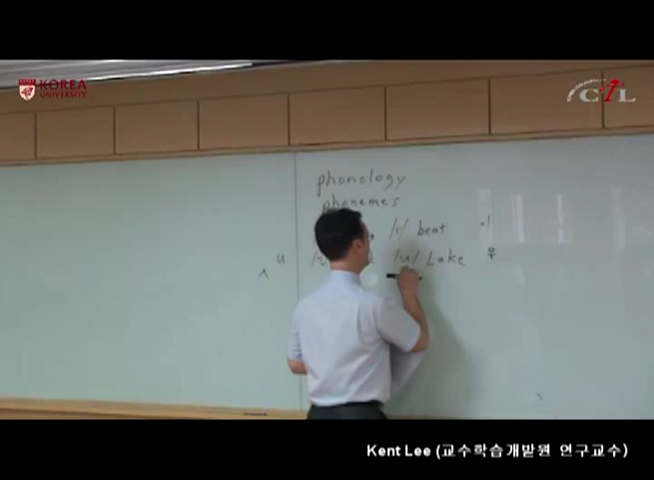 KOREA
UNIVERSITY
CTL
phonology
phonemes
/i/ beat 이
u /u/ Luke 우
ʌ
Kent Lee (교수학습개발원 연구교수)